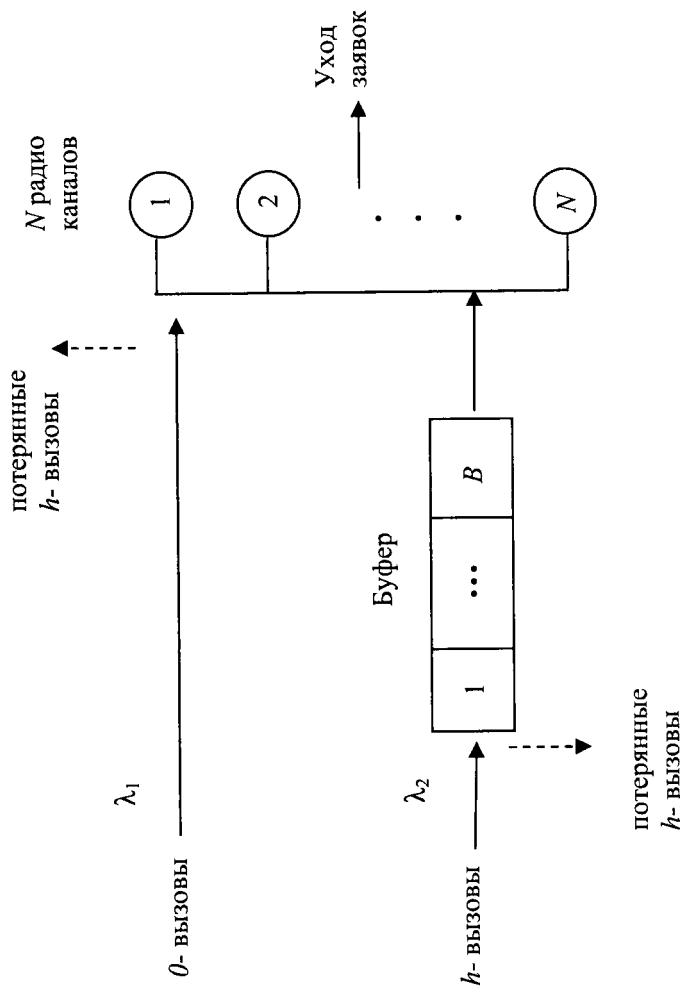 N радио
каналов
потерянные
h- вызовы
0- вызовы
λ₁
1
2
N
Уход
заявок
Буфер
1
...
B
h- вызовы
λ₂
потерянные
h- вызовы